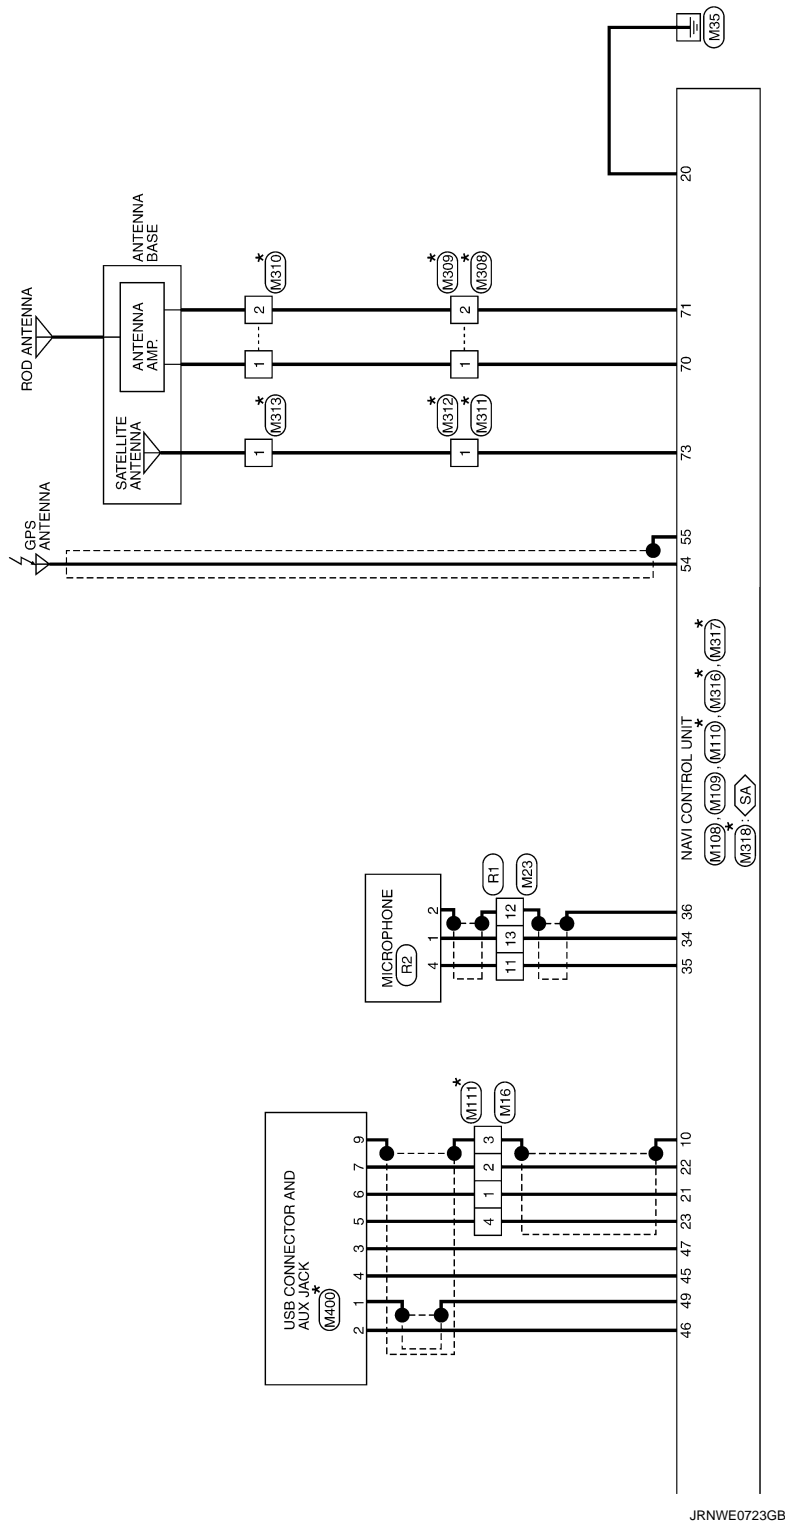 ROD ANTENNA
ANTENNA
BASE
ANTENNA
AMP.
SATELLITE
ANTENNA
GPS
ANTENNA
2
* M310
1
1
* M313
2
* M309
* M308
1
1
* M312
* M311
M35
20
71
70
73
55
54
NAVI CONTROL UNIT
M108 , M109 , M110 * , M316 * , M317 *
M318 * : SA
MICROPHONE
R2
2
1
4
12
13
11
R1
M23
36
34
35
USB CONNECTOR AND
AUX JACK
M400 *
9
7
6
5
3
4
1
2
3
2
1
4
M111 *
M16
10
22
21
23
47
45
49
46
JRNWE0723GB